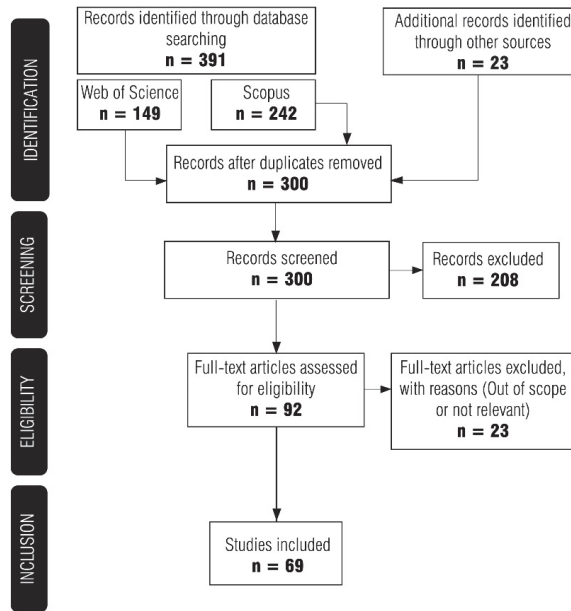 IDENTIFICATION
Records identified through database
searching
n = 391
Additional records identified
through other sources
n = 23
Web of Science
n = 149
Scopus
n = 242
Records after duplicates removed
n = 300
SCREENING
Records screened
n = 300
Records excluded
n = 208
ELIGIBILITY
Full-text articles assessed
for eligibility
n = 92
Full-text articles excluded,
with reasons (Out of scope
or not relevant)
n = 23
INCLUSION
Studies included
n = 69